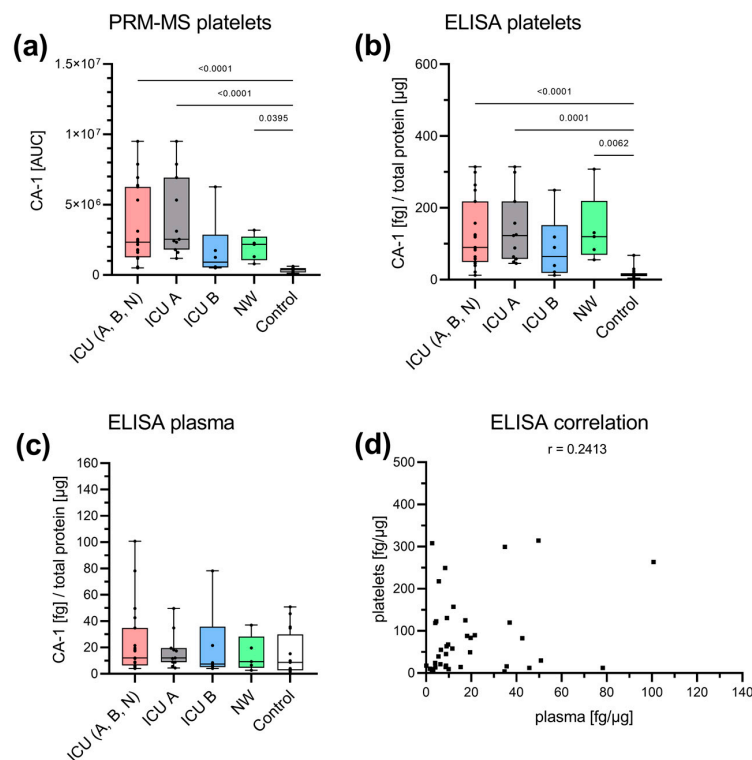 (a)
PRM-MS platelets
1.5×10⁷
1×10⁷
5×10⁶
0
CA-1 [AUC]
<0.0001
<0.0001
0.0395
ICU (A, B, N)
ICU A
ICU B
NW
Control
(b)
ELISA platelets
600
400
200
0
CA-1 [fg] / total protein [µg]
<0.0001
0.0001
0.0062
ICU (A, B, N)
ICU A
ICU B
NW
Control
(c)
ELISA plasma
160
140
120
100
80
60
40
20
0
CA-1 [fg] / total protein [µg]
ICU (A, B, N)
ICU A
ICU B
NW
Control
(d)
ELISA correlation
r = 0.2413
500
400
300
200
100
0
platelets [fg/µg]
0 20 40 60 80 100 120 140
plasma [fg/µg]